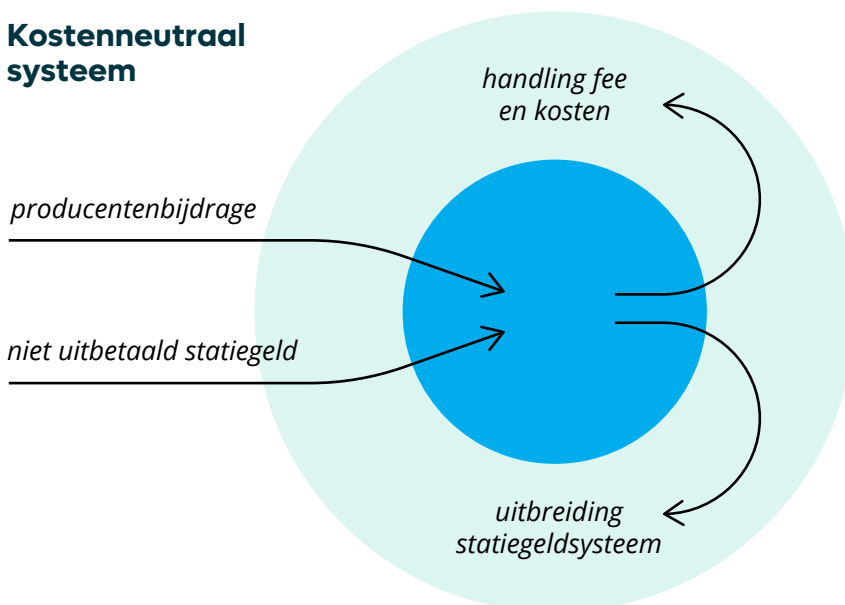 Kostenneutraal
systeem
handling fee
en kosten
producentenbijdrage
niet uitbetaald statiegeld
uitbreiding
statiegeldsysteem